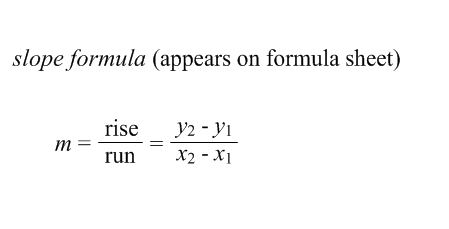 slope formula (appears on formula sheet)
m = rise / run = y2 - y1 / x2 - x1